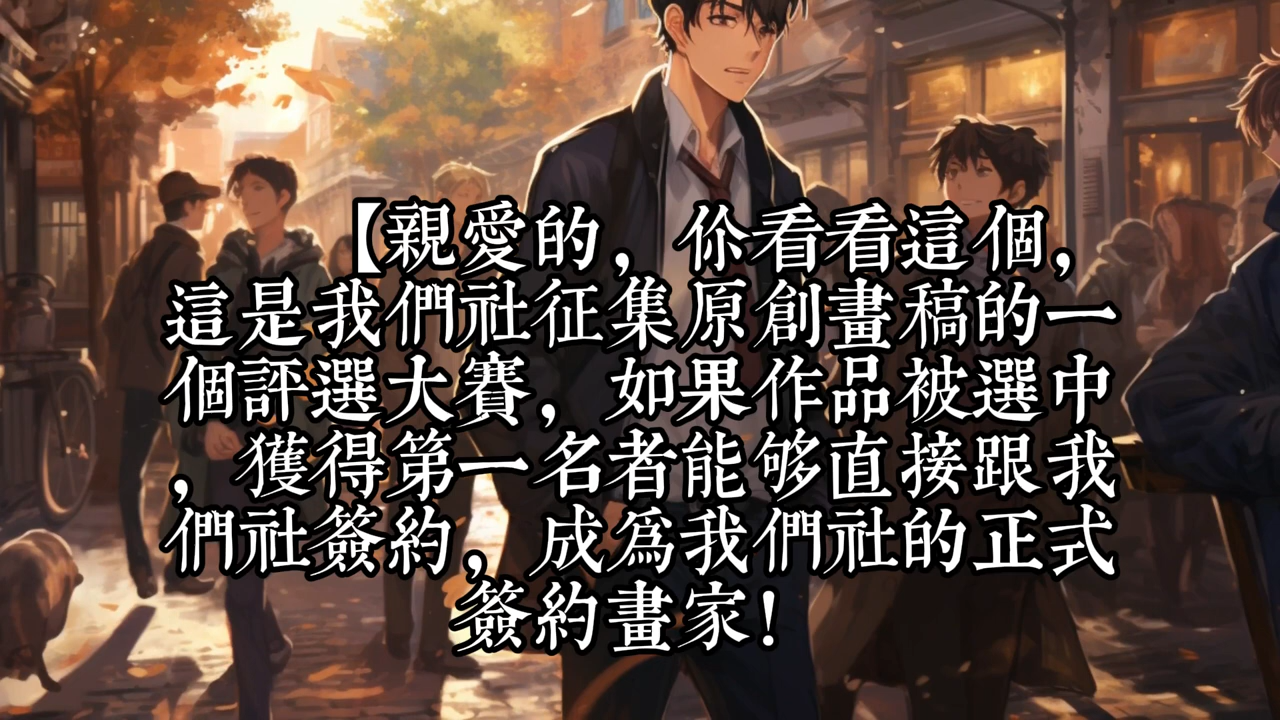 【親愛的，你看看這個，
這是我們社征集原創畫稿的一
個評選大賽，如果作品被選中
，獲得第一名者能够直接跟我
們社簽約，成爲我們社的正式
簽約畫家！